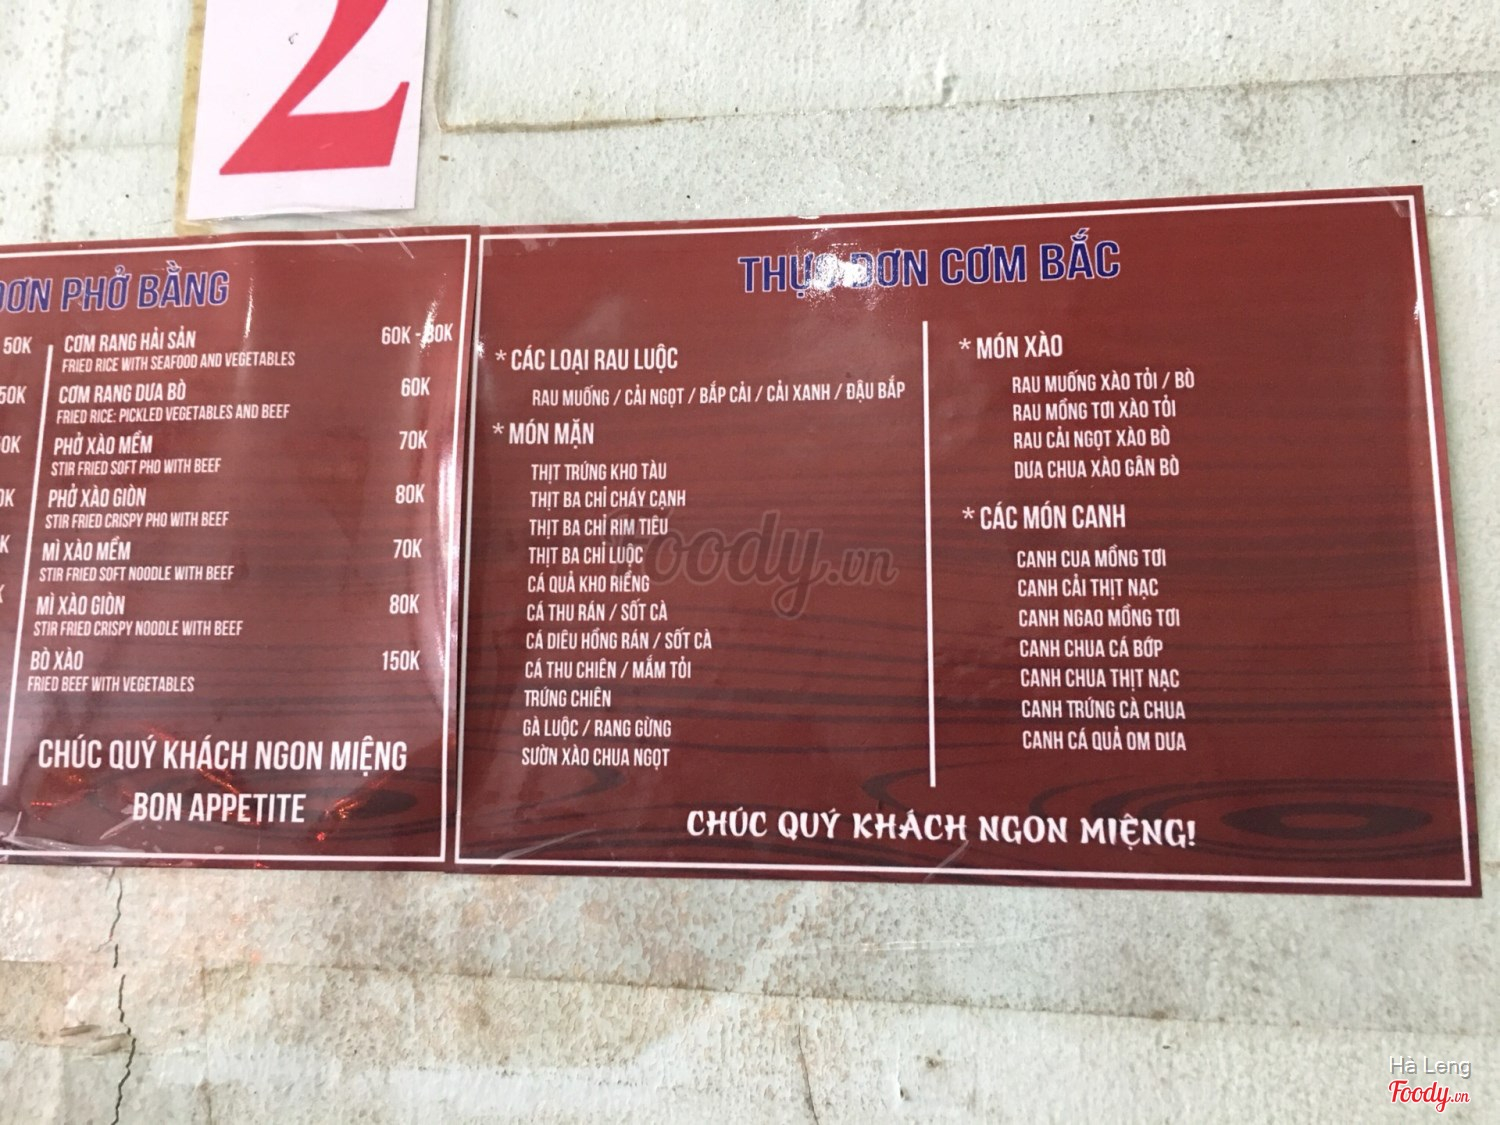 2
ĐƠN PHỞ BẰNG
50K
50K
CƠM RANG HẢI SẢN 60K - 80K
FRIED RICE WITH SEAFOOD AND VEGETABLES
CƠM RANG DƯA BÒ 60K
FRIED RICE: PICKLED VEGETABLES AND BEEF
PHỞ XÀO MỀM 70K
STIR FRIED SOFT PHO WITH BEEF
PHỞ XÀO GIÒN 80K
STIR FRIED CRISPY PHO WITH BEEF
MÌ XÀO MỀM 70K
STIR FRIED SOFT NOODLE WITH BEEF
MÌ XÀO GIÒN 80K
STIR FRIED CRISPY NOODLE WITH BEEF
BÒ XÀO 150K
FRIED BEEF WITH VEGETABLES
CHÚC QUÝ KHÁCH NGON MIỆNG
BON APPETITE
THỰC ĐƠN CƠM BẮC
* CÁC LOẠI RAU LUỘC
RAU MUỐNG / CẢI NGỌT / BẮP CẢI / CẢI XANH / ĐẬU BẮP
* MÓN MẶN
THỊT TRỨNG KHO TÀU
THỊT BA CHỈ CHÁY CẠNH
THỊT BA CHỈ RIM TIÊU
THỊT BA CHỈ LUỘC
CÁ QUẢ KHO RIỀNG
CÁ THU RÁN / SỐT CÀ
CÁ DIÊU HỒNG RÁN / SỐT CÀ
CÁ THU CHIÊN / MẮM TỎI
TRỨNG CHIÊN
GÀ LUỘC / RANG GỪNG
SƯỜN XÀO CHUA NGỌT
* MÓN XÀO
RAU MUỐNG XÀO TỎI / BÒ
RAU MỒNG TƠI XÀO TỎI
RAU CẢI NGỌT XÀO BÒ
DƯA CHUA XÀO GÂN BÒ
* CÁC MÓN CANH
CANH CUA MỒNG TƠI
CANH CẢI THỊT NẠC
CANH NGAO MỒNG TƠI
CANH CHUA CÁ BỚP
CANH CHUA THỊT NẠC
CANH TRỨNG CÀ CHUA
CANH CÁ QUẢ OM DƯA
CHÚC QUÝ KHÁCH NGON MIỆNG!
Foody.vn
Hà Leng
Foody.vn